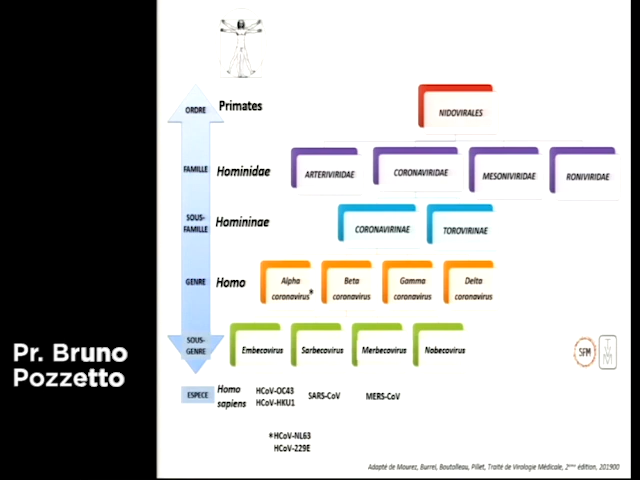 ORDRE
Primates
NIDOVIRALES
FAMILLE
Hominidae
ARTERIVIRIDAE
CORONAVIRIDAE
MESONIVIRIDAE
RONIVIRIDAE
SOUS-
FAMILLE
Homininae
CORONAVIRINAE
TOROVIRINAE
GENRE
Homo
Alpha
coronavirus*
Beta
coronavirus
Gamma
coronavirus
Delta
coronavirus
SOUS-
GENRE
Embecovirus
Sarbecovirus
Merbecovirus
Nobecovirus
Pr. Bruno
Pozzetto
SFM
ESPECE
Homo
sapiens
HCoV-OC43
HCoV-HKU1
SARS-CoV
MERS-CoV
*HCoV-NL63
HCoV-229E
Adapté de Maurez, Burrel, Boutolleau, Pillet, Traité de Virologie Médicale, 2ème édition, 201900